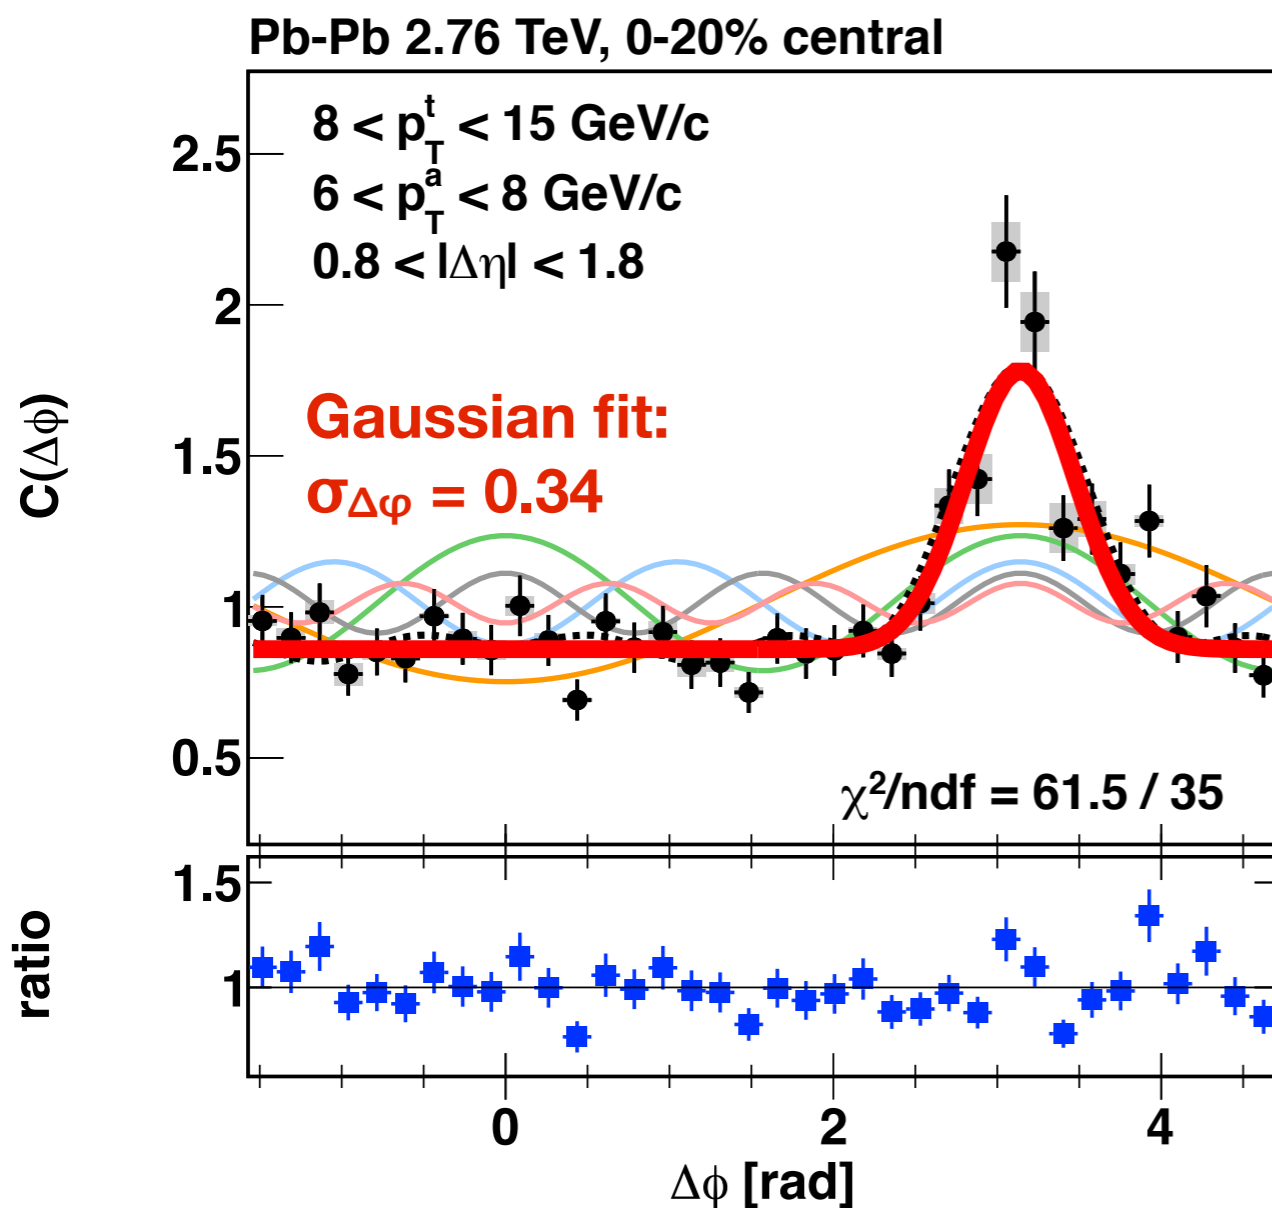 Pb-Pb 2.76 TeV, 0-20% central
8 < p_T^t < 15 GeV/c
6 < p_T^a < 8 GeV/c
0.8 < |Δη| < 1.8
Gaussian fit:
σ_Δφ = 0.34
χ²/ndf = 61.5 / 35
C(Δϕ)
2.5
2
1.5
1
0.5
ratio
1.5
1
0 2 4
Δϕ [rad]